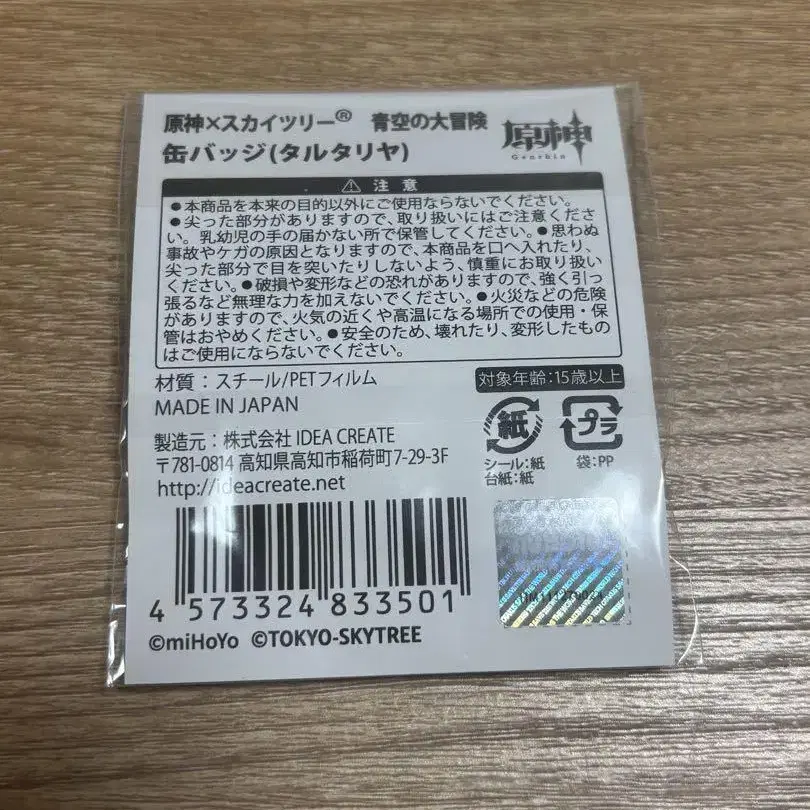 原神×スカイツリー® 青空の大冒険
缶バッジ(タルタリヤ)
原神
Genshin
⚠ 注意
●本商品を本来の目的以外にご使用ならないでください。
●尖った部分がありますので、取り扱いにはご注意くださ
い。乳幼児の手の届かない所で保管してください。●思わぬ
事故やケガの原因となりますので、本商品を口へ入れたり、
尖った部分で目を突いたりしないよう、慎重にお取り扱い
ください。●破損や変形などの恐れがありますので、強く引っ
張るなど無理な力を加えないでください。●火災などの危険
がありますので、火気の近くや高温になる場所での使用・保
管はおやめください。●安全のため、壊れたり、変形したもの
はご使用にならないでください。
材質：スチール/PETフィルム
MADE IN JAPAN
対象年齢:15歳以上
製造元：株式会社 IDEA CREATE
〒781-0814 高知県高知市稲荷町7-29-3F
http://ideacreate.net
紙
シール:紙
台紙:紙
プラ
袋:PP
4 573324 833501
©miHoYo ©TOKYO-SKYTREE